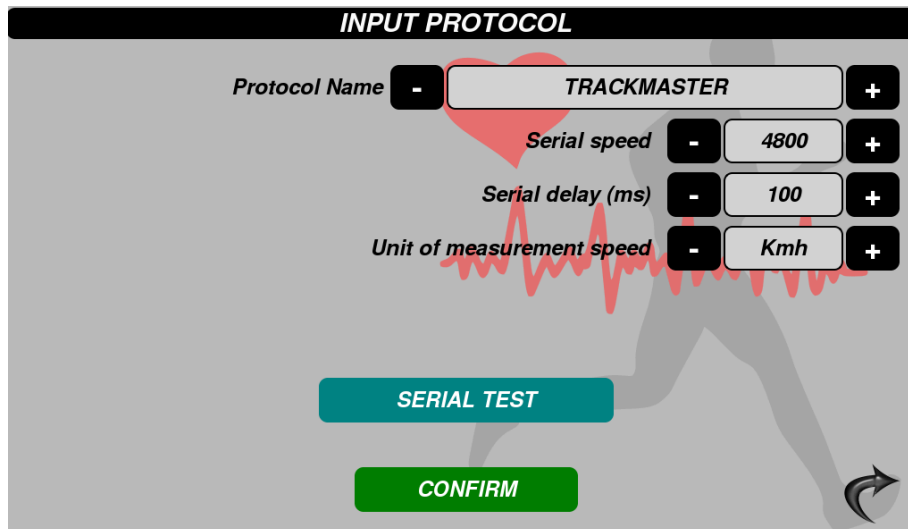 INPUT PROTOCOL
Protocol Name - TRACKMASTER +
Serial speed - 4800 +
Serial delay (ms) - 100 +
Unit of measurement speed - Kmh +
SERIAL TEST
CONFIRM